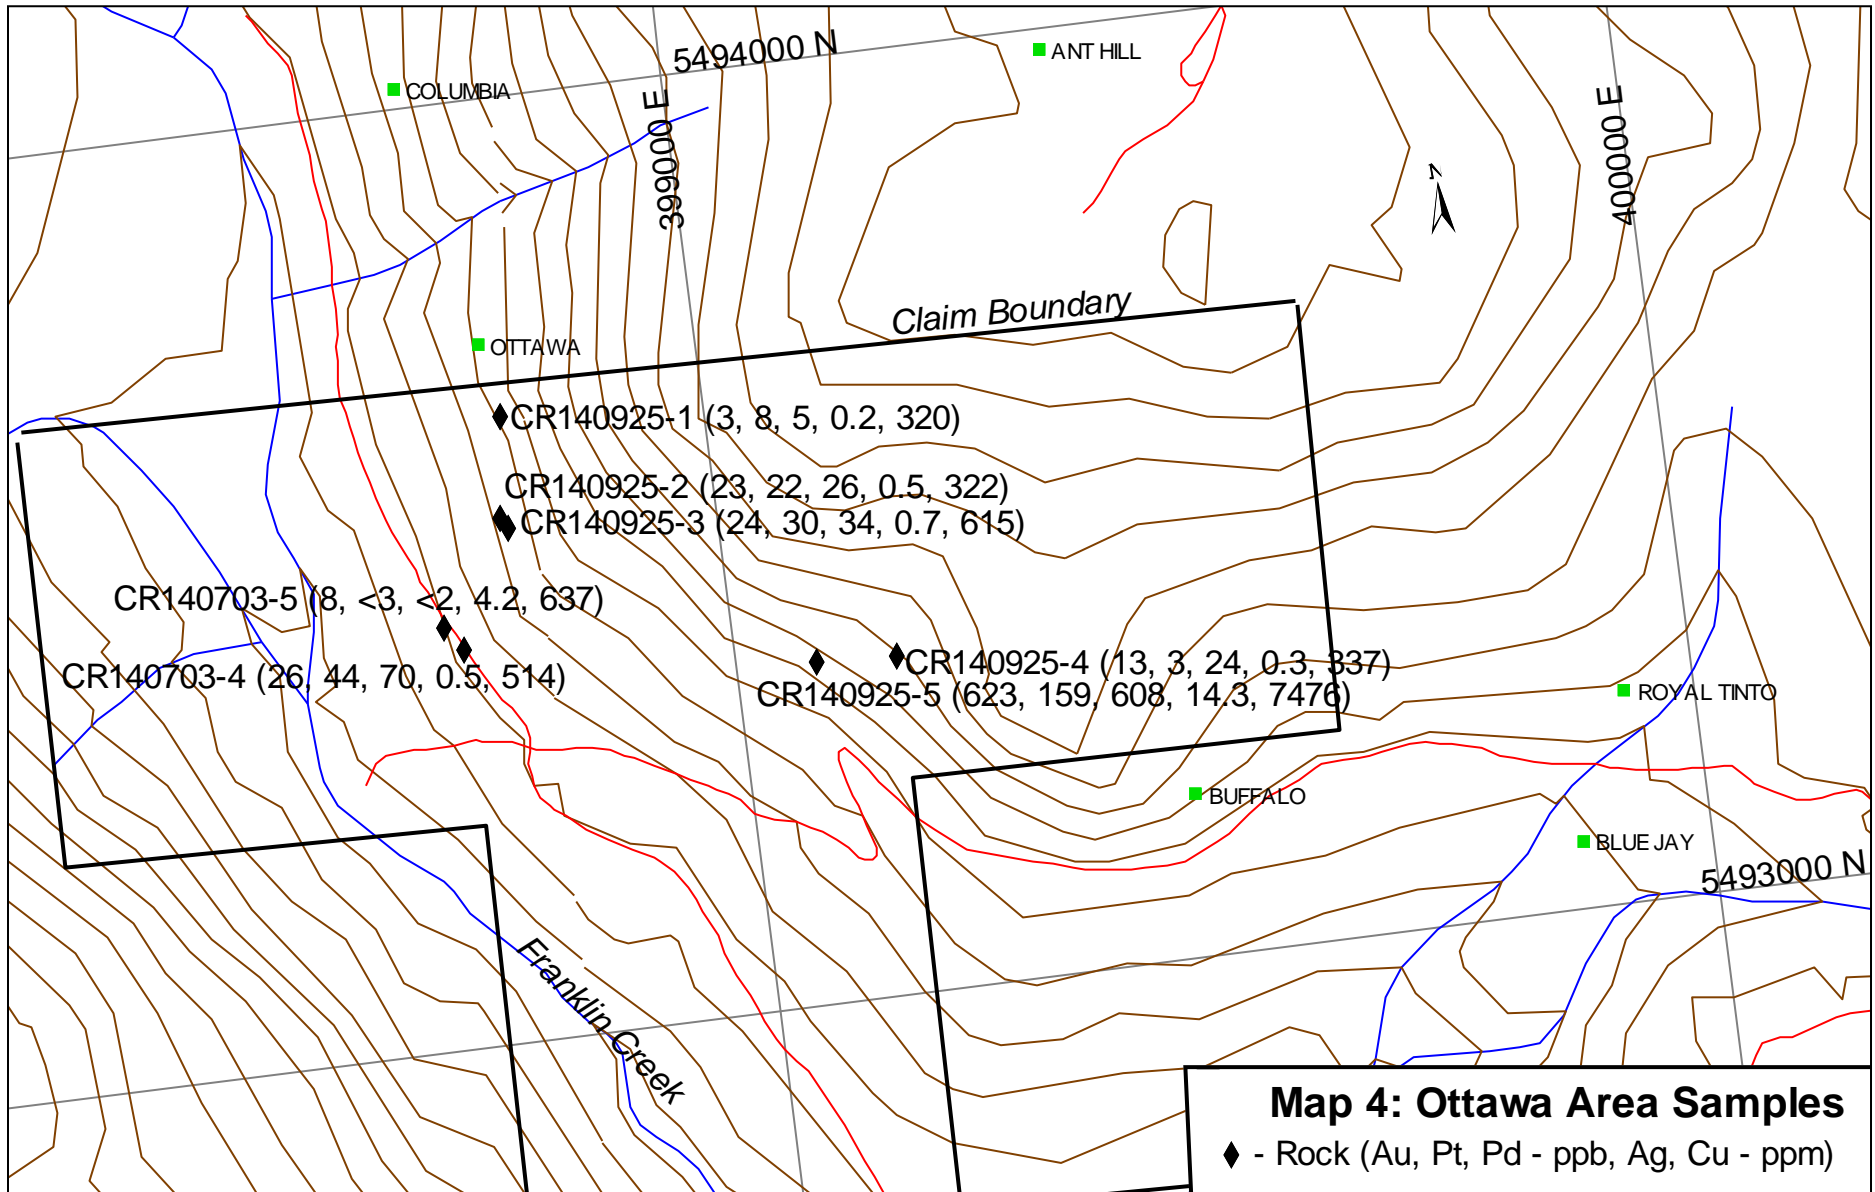 5494000 N
ANT HILL
COLUMBIA
399000 E
400000 E
N
Claim Boundary
OTTAWA
CR140925-1 (3, 8, 5, 0.2, 320)
CR140925-2 (23, 22, 26, 0.5, 322)
CR140925-3 (24, 30, 34, 0.7, 615)
CR140703-5 (8, <3, <2, 4.2, 637)
CR140703-4 (26, 44, 70, 0.5, 514)
CR140925-4 (13, 3, 24, 0.3, 337)
CR140925-5 (623, 159, 608, 14.3, 7476)
ROYAL TINTO
BUFFALO
BLUE JAY
5493000 N
Franklin Creek
Map 4: Ottawa Area Samples
- Rock (Au, Pt, Pd - ppb, Ag, Cu - ppm)